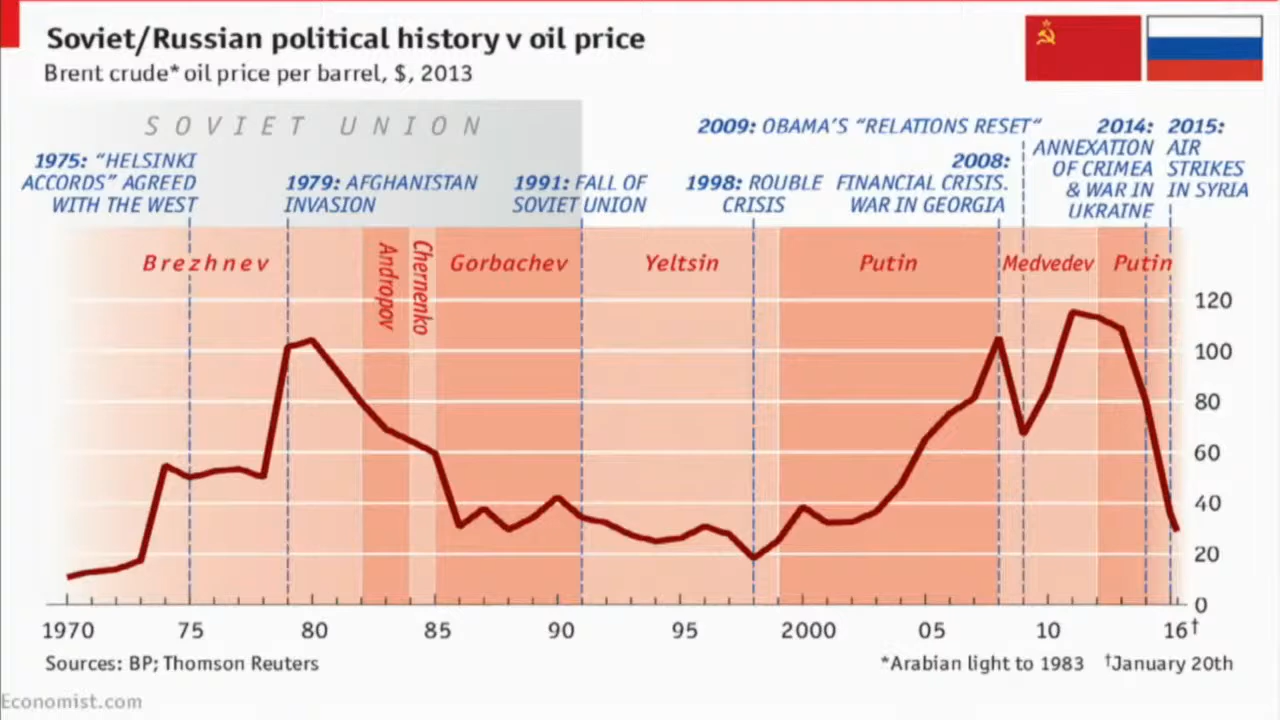 Soviet/Russian political history v oil price
Brent crude* oil price per barrel, $, 2013
SOVIET UNION
1975: “HELSINKI
ACCORDS” AGREED
WITH THE WEST
1979: AFGHANISTAN
INVASION
1991: FALL OF
SOVIET UNION
1998: ROUBLE
CRISIS
2009: OBAMA’S “RELATIONS RESET”
2008:
FINANCIAL CRISIS.
WAR IN GEORGIA
2014:
ANNEXATION
OF CRIMEA
& WAR IN
UKRAINE
2015:
AIR
STRIKES
IN SYRIA
Brezhnev
Andropov
Chernenko
Gorbachev
Yeltsin
Putin
Medvedev
Putin
120
100
80
60
40
20
0
1970 75 80 85 90 95 2000 05 10 16†
Sources: BP; Thomson Reuters
*Arabian light to 1983 †January 20th
Economist.com